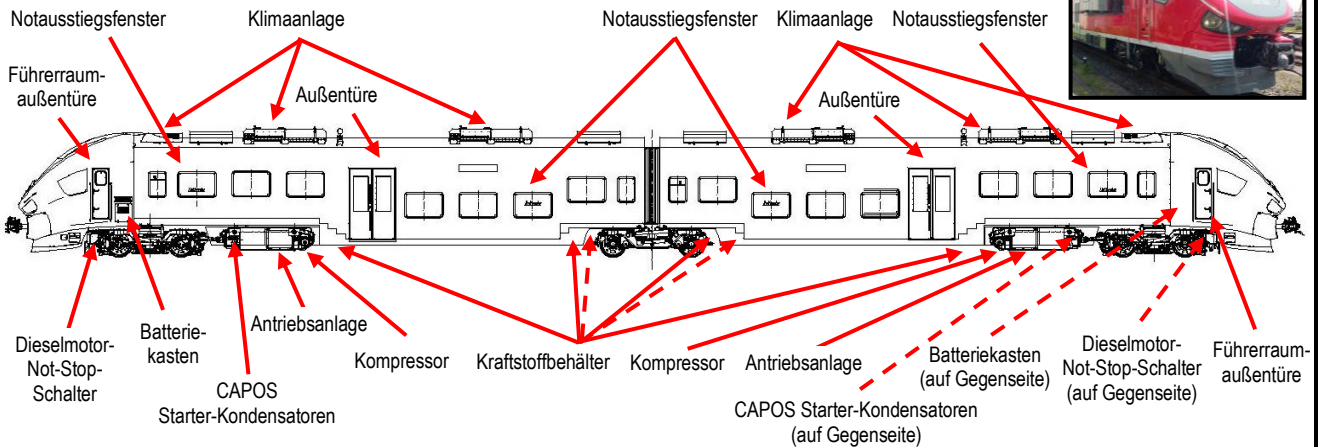 Notausstiegsfenster
Klimaanlage
Notausstiegsfenster
Klimaanlage
Notausstiegsfenster
Führerraum-
außentüre
Außentüre
Außentüre
Dieselmotor-
Not-Stop-
Schalter
Batterie-
kasten
CAPOS
Starter-Kondensatoren
Antriebsanlage
Kompressor
Kraftstoffbehälter
Kompressor
Antriebsanlage
CAPOS Starter-Kondensatoren
(auf Gegenseite)
Batteriekasten
(auf Gegenseite)
Dieselmotor-
Not-Stop-Schalter
(auf Gegenseite)
Führerraum-
außentüre